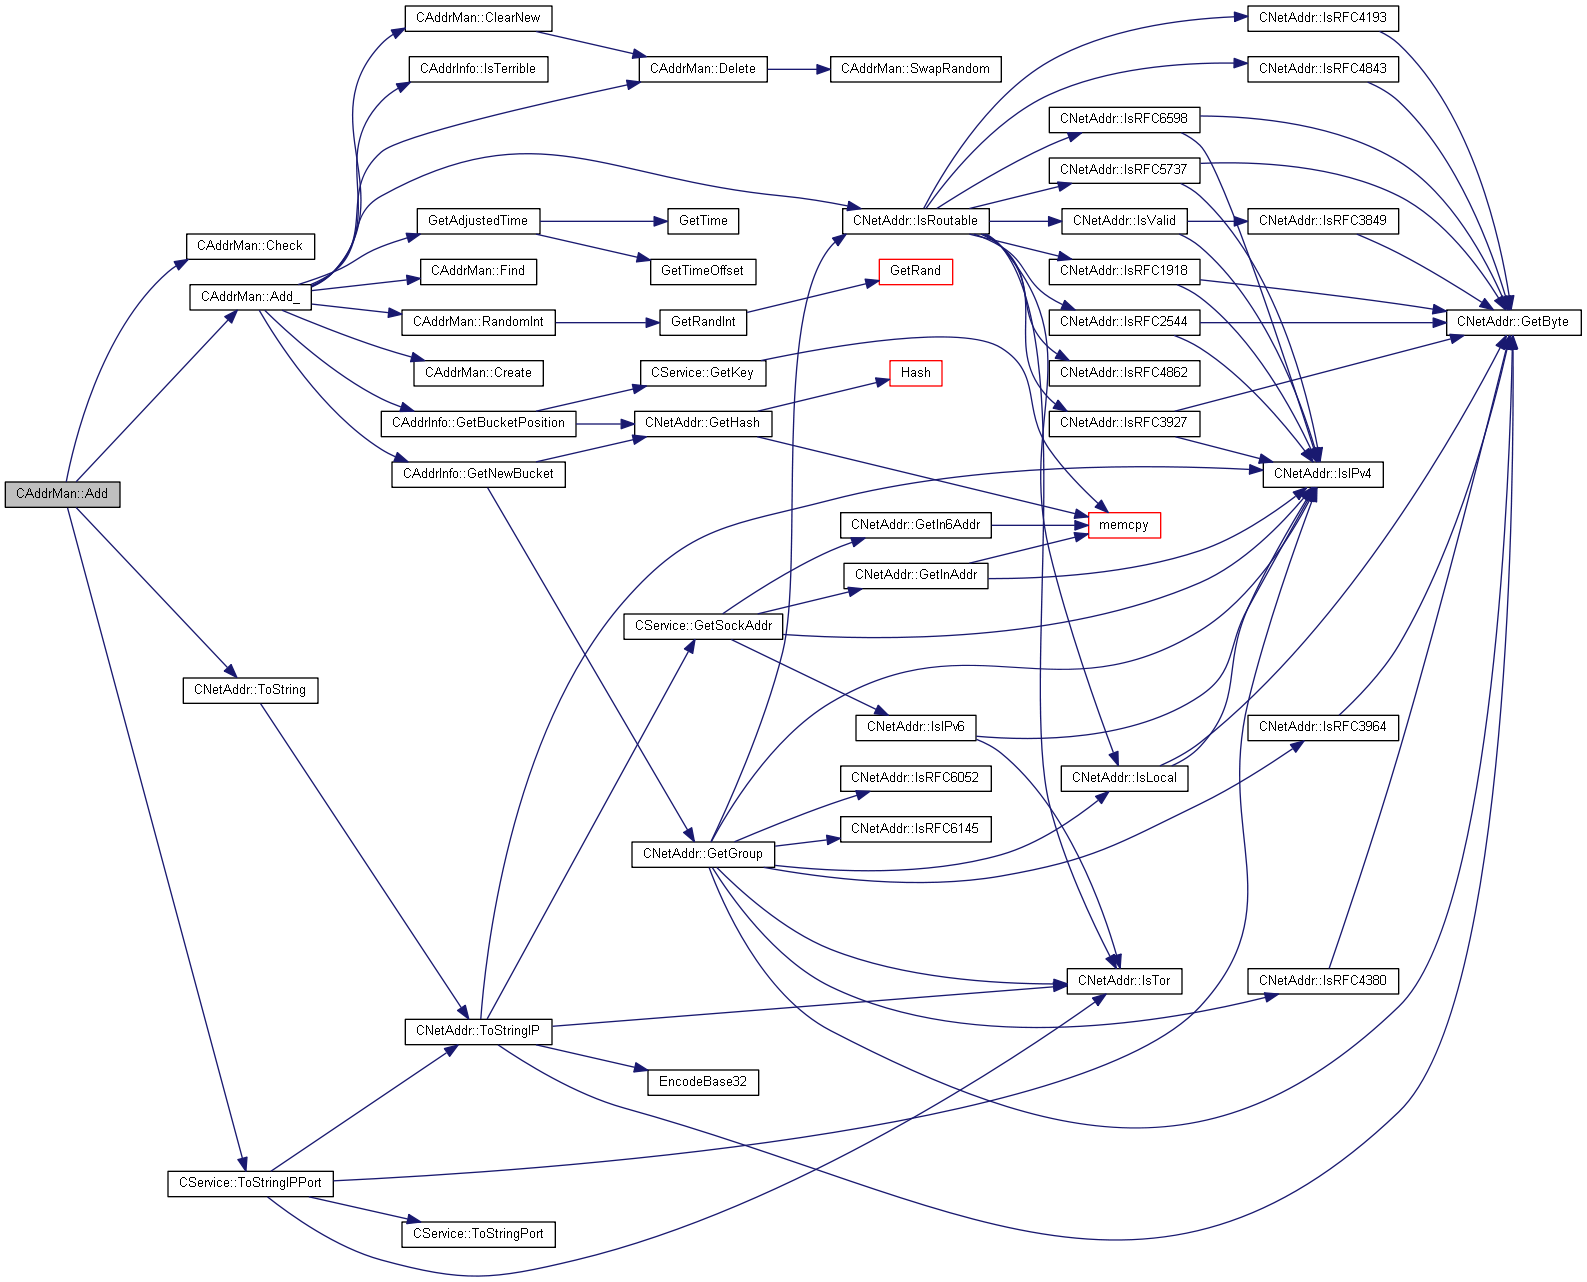 CAddrMan::Add
CAddrMan::Check
CAddrMan::Add_
CNetAddr::ToString
CService::ToStringIPPort
CAddrMan::ClearNew
CAddrInfo::IsTerrible
GetAdjustedTime
CAddrMan::Find
CAddrMan::RandomInt
CAddrMan::Create
CAddrInfo::GetBucketPosition
CAddrInfo::GetNewBucket
CNetAddr::ToStringIP
CService::ToStringPort
CAddrMan::Delete
GetTime
GetTimeOffset
GetRandInt
CService::GetKey
CNetAddr::GetHash
CService::GetSockAddr
CNetAddr::GetGroup
EncodeBase32
CAddrMan::SwapRandom
CNetAddr::IsRoutable
GetRand
Hash
CNetAddr::GetIn6Addr
CNetAddr::GetInAddr
CNetAddr::IsIPv6
CNetAddr::IsRFC6052
CNetAddr::IsRFC6145
CNetAddr::IsRFC6598
CNetAddr::IsRFC5737
CNetAddr::IsValid
CNetAddr::IsRFC1918
CNetAddr::IsRFC2544
CNetAddr::IsRFC4862
CNetAddr::IsRFC3927
memcpy
CNetAddr::IsLocal
CNetAddr::IsTor
CNetAddr::IsRFC4193
CNetAddr::IsRFC4843
CNetAddr::IsRFC3849
CNetAddr::IsIPv4
CNetAddr::IsRFC3964
CNetAddr::IsRFC4380
CNetAddr::GetByte